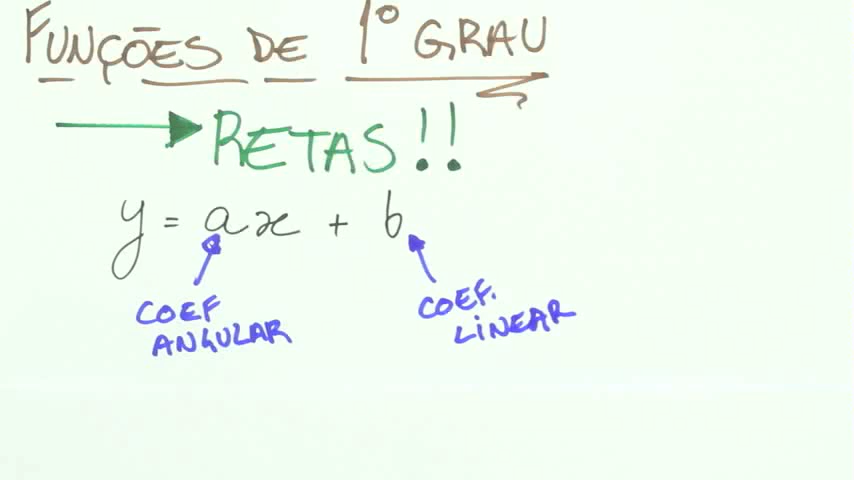 FUNÇÕES DE 1º GRAU
RETAS!!
y = ax + b
COEF
ANGULAR
COEF.
LINEAR